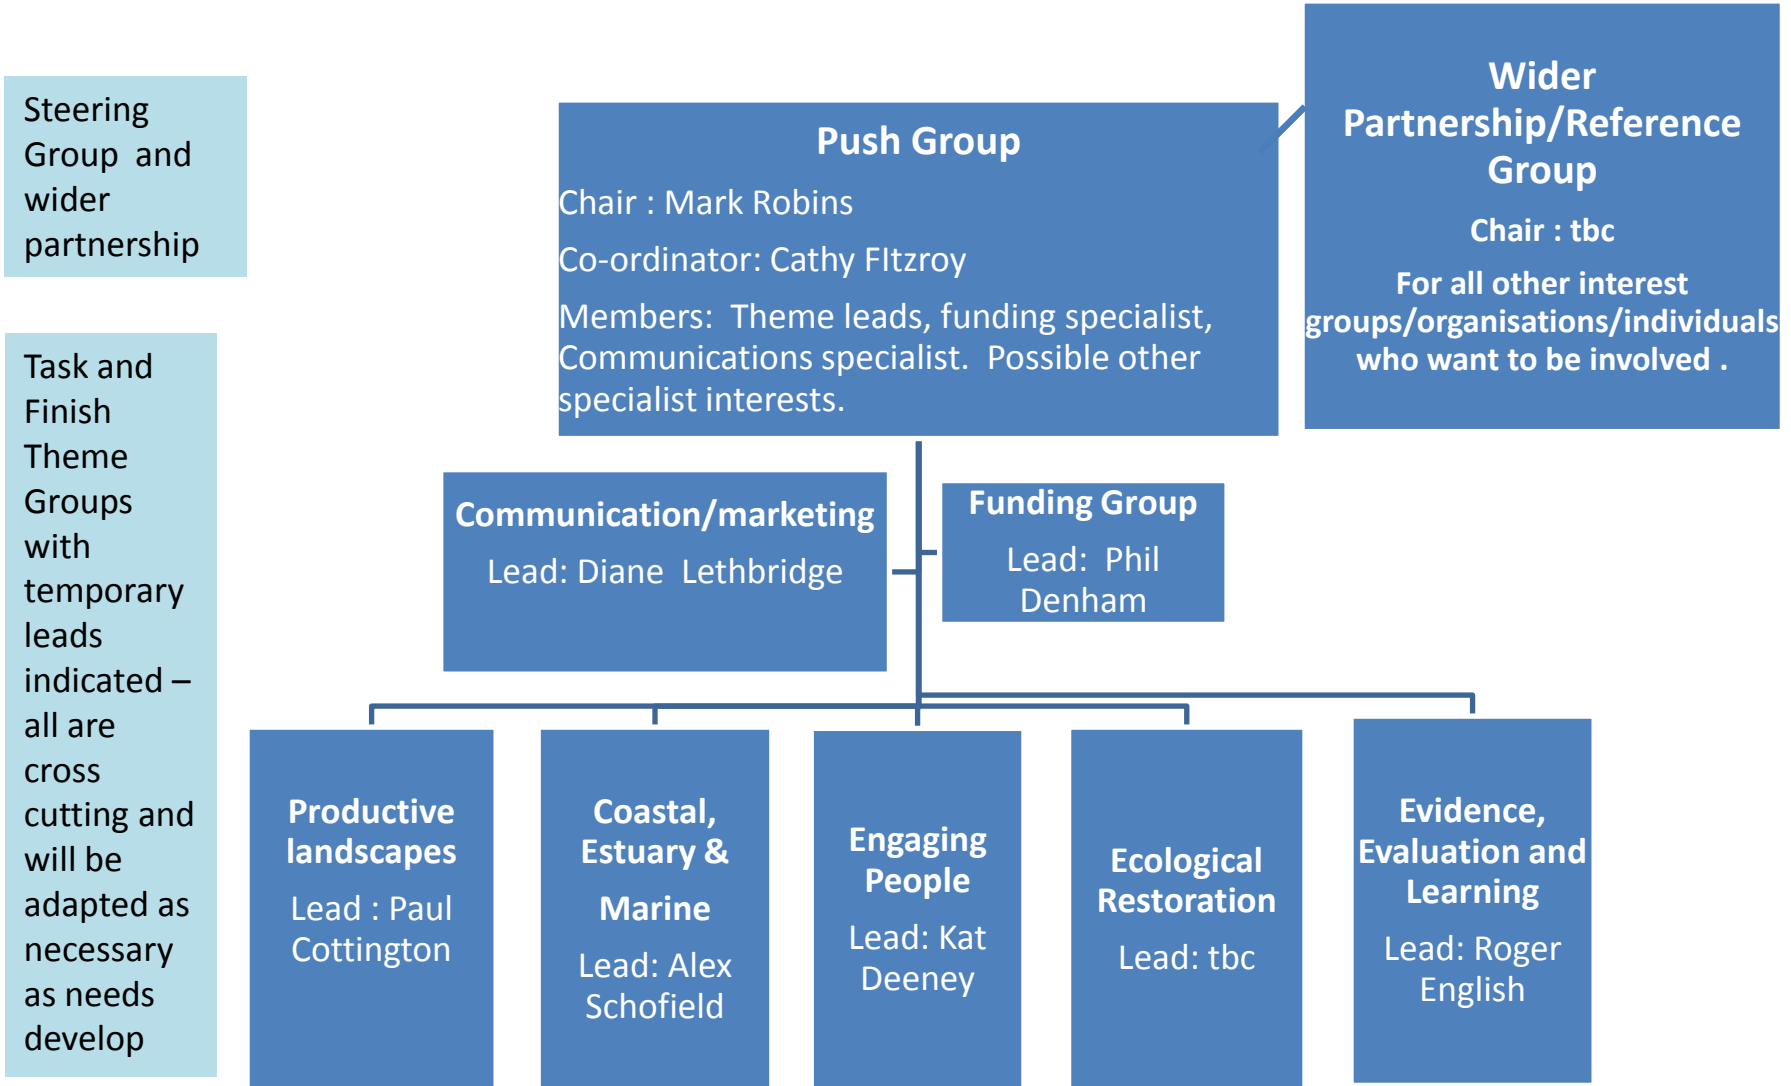 Steering
Group and
wider
partnership
Task and
Finish
Theme
Groups
with
temporary
leads
indicated –
all are
cross
cutting and
will be
adapted as
necessary
as needs
develop
Push Group
Chair : Mark Robins
Co-ordinator: Cathy FItzroy
Members: Theme leads, funding specialist,
Communications specialist. Possible other
specialist interests.
Wider
Partnership/Reference
Group
Chair : tbc
For all other interest
groups/organisations/individuals
who want to be involved .
Communication/marketing
Lead: Diane Lethbridge
Funding Group
Lead: Phil
Denham
Productive
landscapes
Lead : Paul
Cottington
Coastal,
Estuary &
Marine
Lead: Alex
Schofield
Engaging
People
Lead: Kat
Deeney
Ecological
Restoration
Lead: tbc
Evidence,
Evaluation and
Learning
Lead: Roger
English